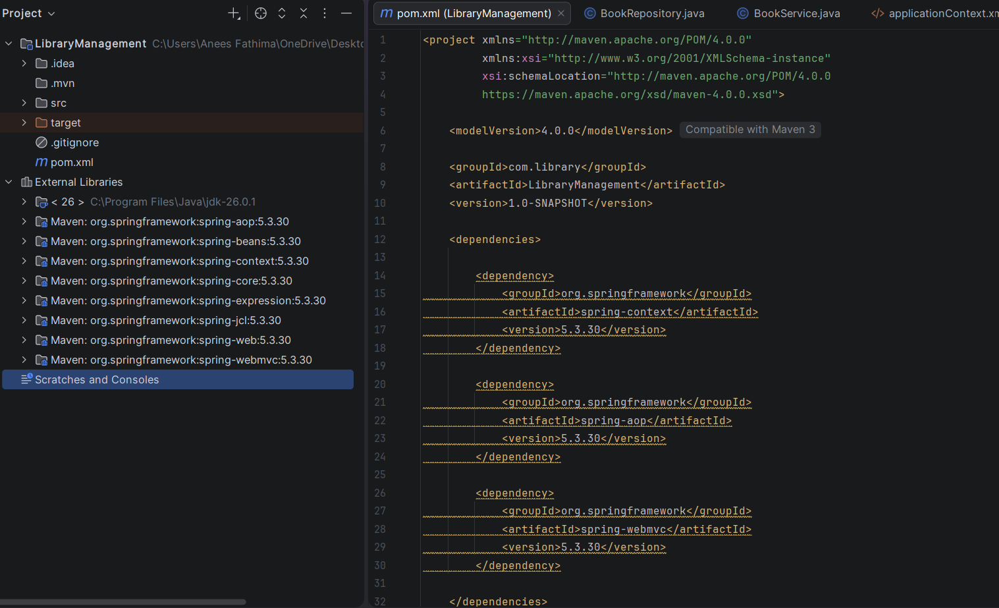 Project
LibraryManagement C:\Users\Anees Fathima\OneDrive\Deskto
.idea
.mvn
src
target
.gitignore
m pom.xml
External Libraries
< 26 > C:\Program Files\Java\jdk-26.0.1
Maven: org.springframework:spring-aop:5.3.30
Maven: org.springframework:spring-beans:5.3.30
Maven: org.springframework:spring-context:5.3.30
Maven: org.springframework:spring-core:5.3.30
Maven: org.springframework:spring-expression:5.3.30
Maven: org.springframework:spring-jcl:5.3.30
Maven: org.springframework:spring-web:5.3.30
Maven: org.springframework:spring-webmvc:5.3.30
Scratches and Consoles
m pom.xml (LibraryManagement) BookRepository.java BookService.java applicationContext.xm
1 <project xmlns="http://maven.apache.org/POM/4.0.0"
2 xmlns:xsi="http://www.w3.org/2001/XMLSchema-instance"
3 xsi:schemaLocation="http://maven.apache.org/POM/4.0.0
4 https://maven.apache.org/xsd/maven-4.0.0.xsd">
5
6 <modelVersion>4.0.0</modelVersion> Compatible with Maven 3
7
8 <groupId>com.library</groupId>
9 <artifactId>LibraryManagement</artifactId>
10 <version>1.0-SNAPSHOT</version>
11
12 <dependencies>
13
14 <dependency>
15 <groupId>org.springframework</groupId>
16 <artifactId>spring-context</artifactId>
17 <version>5.3.30</version>
18 </dependency>
19
20 <dependency>
21 <groupId>org.springframework</groupId>
22 <artifactId>spring-aop</artifactId>
23 <version>5.3.30</version>
24 </dependency>
25
26 <dependency>
27 <groupId>org.springframework</groupId>
28 <artifactId>spring-webmvc</artifactId>
29 <version>5.3.30</version>
30 </dependency>
31
32 </dependencies>